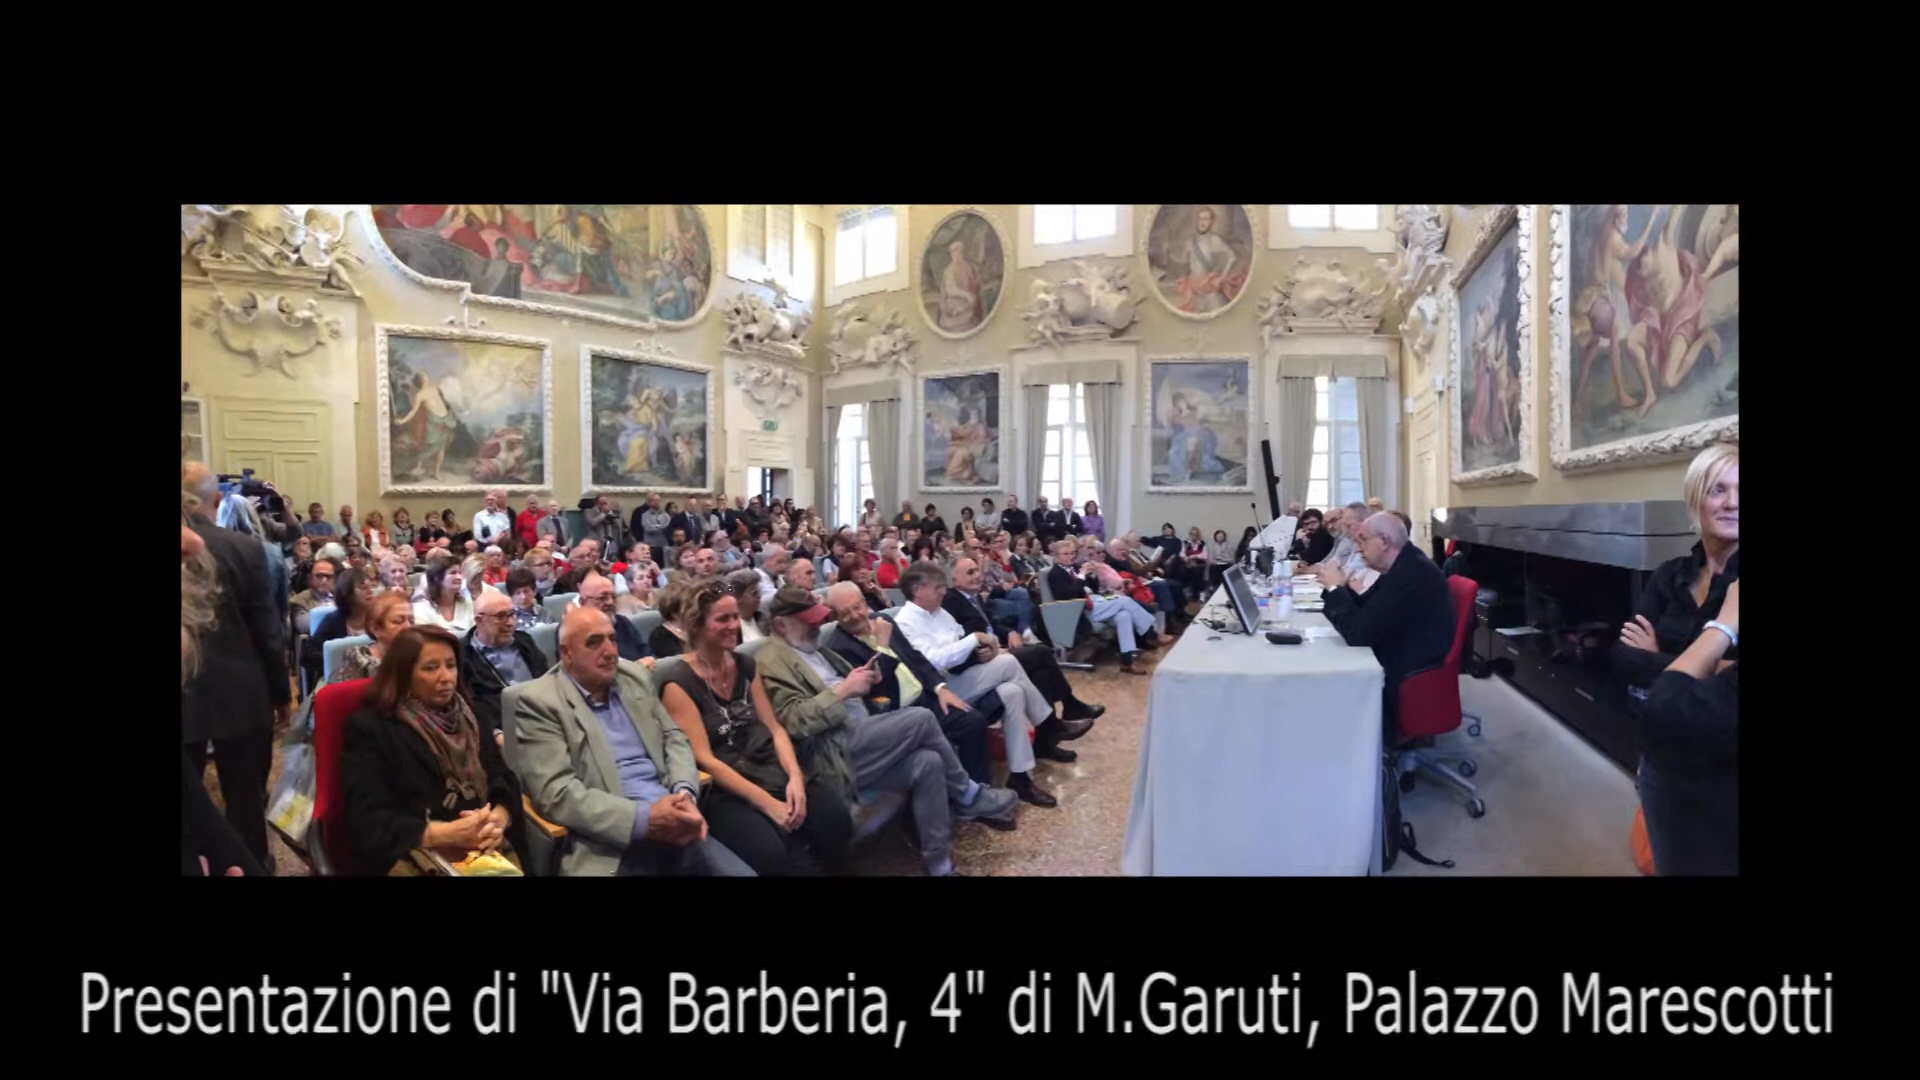 Presentazione di "Via Barberia, 4" di M.Garuti, Palazzo Marescotti